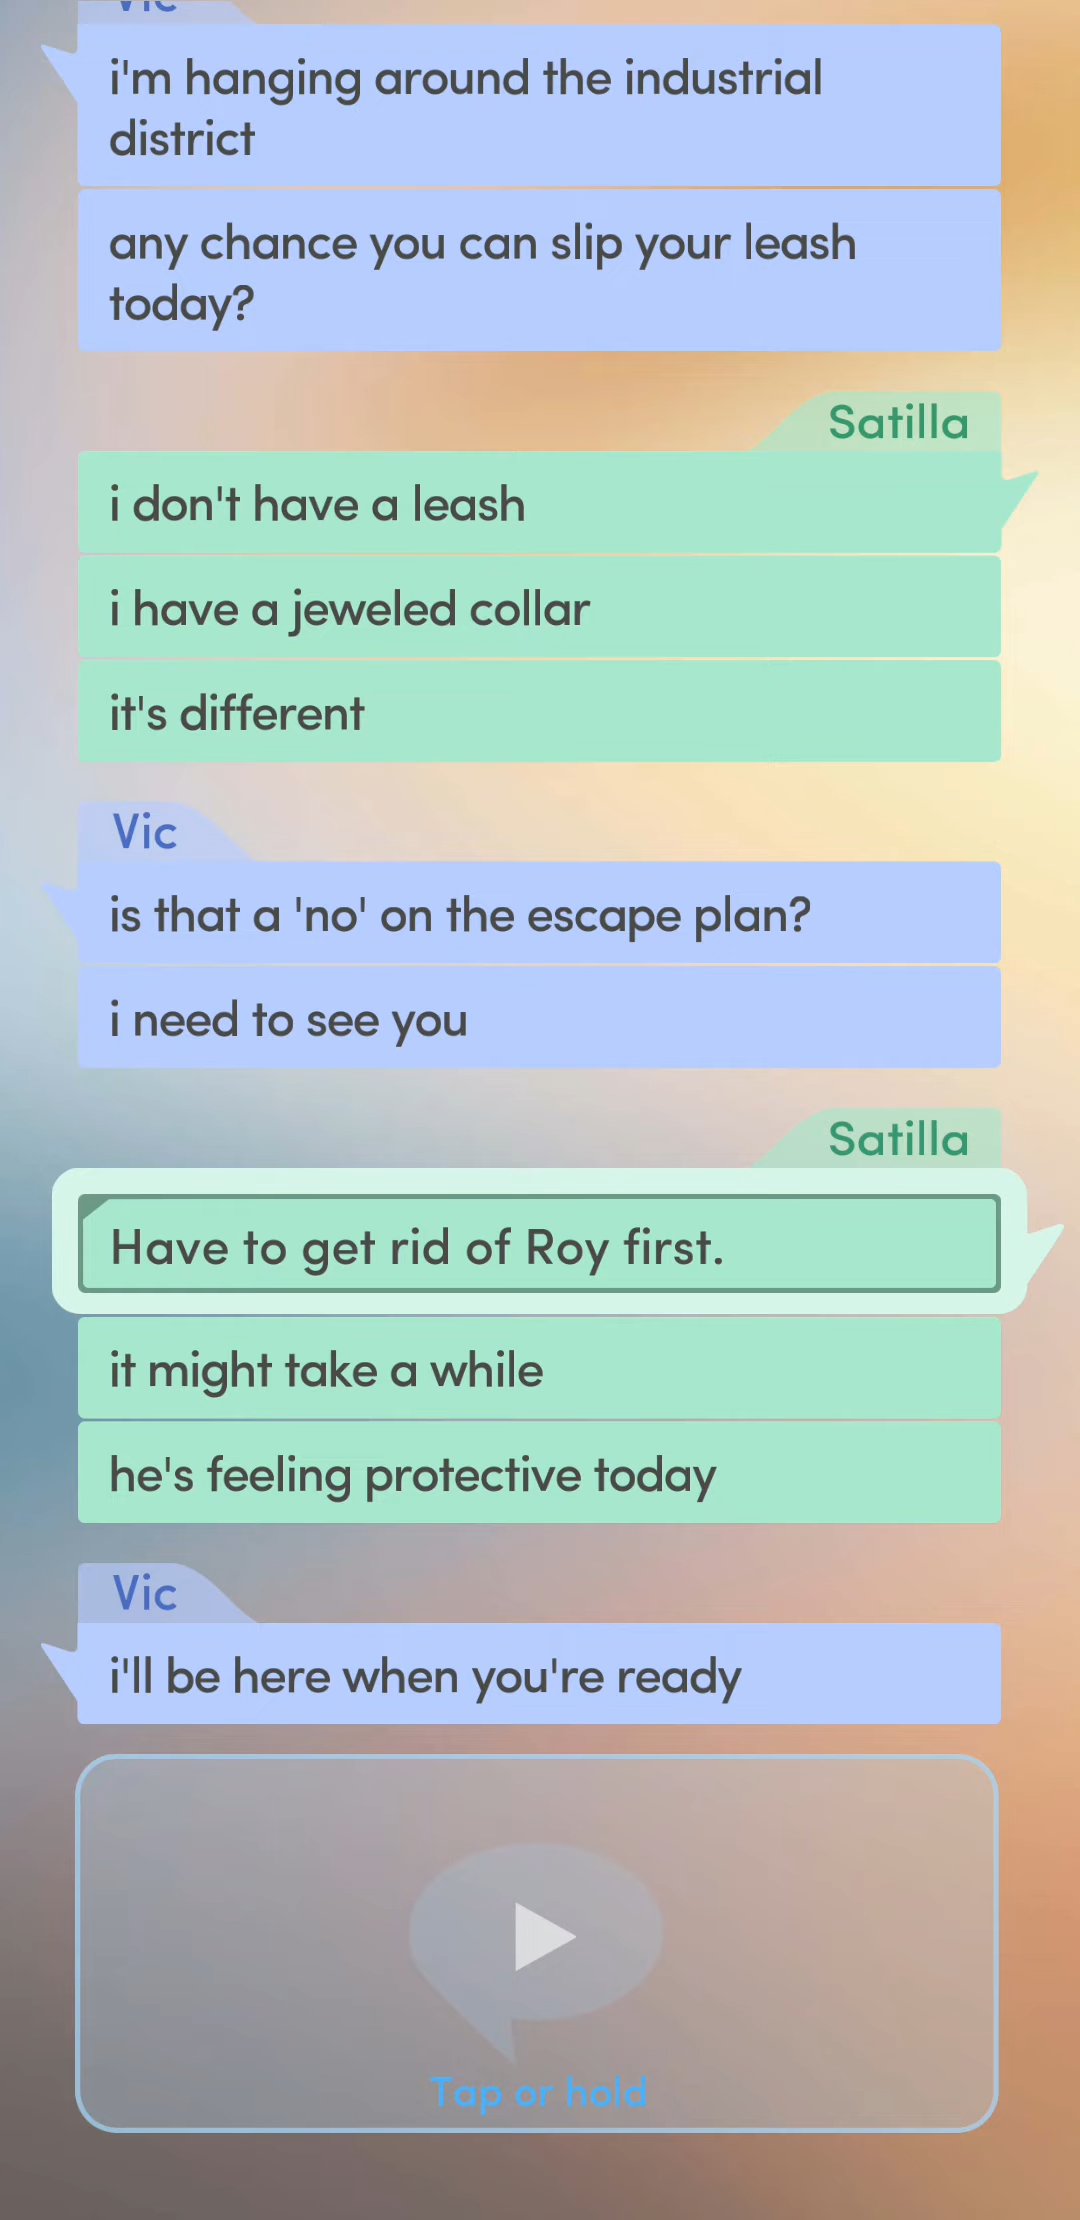 Vic
i'm hanging around the industrial
district
any chance you can slip your leash
today?
Satilla
i don't have a leash
i have a jeweled collar
it's different
Vic
is that a 'no' on the escape plan?
i need to see you
Satilla
Have to get rid of Roy first.
it might take a while
he's feeling protective today
Vic
i'll be here when you're ready
Tap or hold